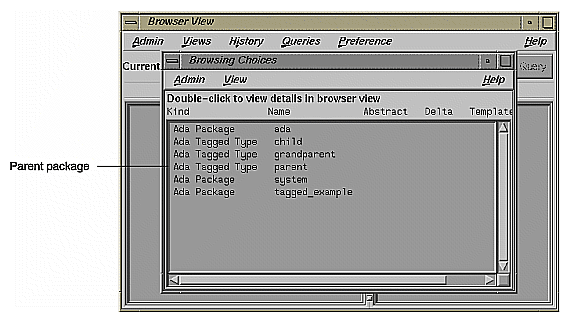 Browser View
Admin Views History Queries Preference Help
Current
Query
Browsing Choices
Admin View Help
Double-click to view details in browser view
Kind Name Abstract Delta Template
Ada Package ada
Ada Tagged Type child
Ada Tagged Type grandparent
Parent package
Ada Tagged Type parent
Ada Package system
Ada Package tagged_example